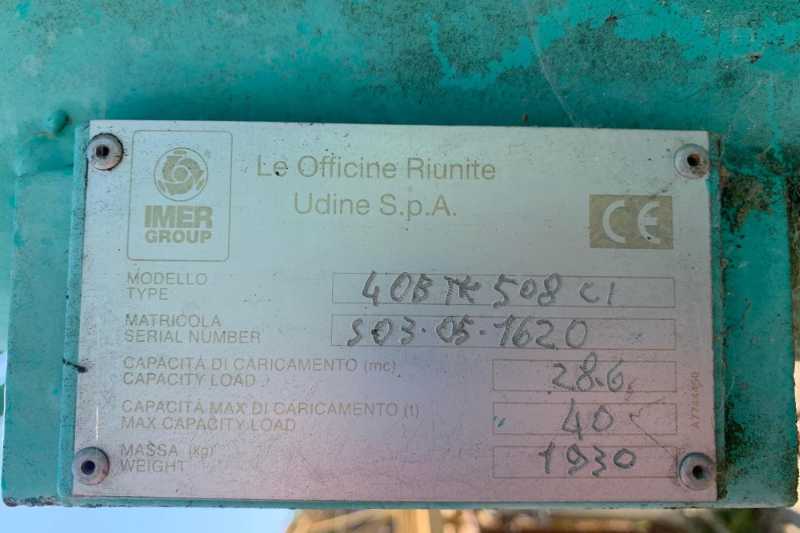 IMER
GROUP
Le Officine Riunite
Udine S.p.A.
CE
MODELLO
TYPE
40B TK 508 CI
MATRICOLA
SERIAL NUMBER
S03-05-1620
CAPACITÀ DI CARICAMENTO (mc)
CAPACITY LOAD
28.6
CAPACITÀ MAX DI CARICAMENTO (t)
MAX CAPACITY LOAD
40
MASSA (kg)
WEIGHT
1930